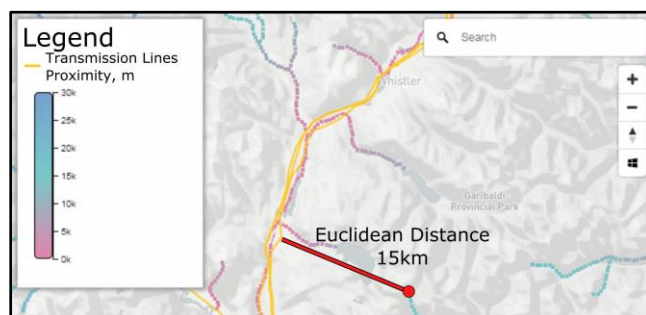 Legend
Transmission Lines
Proximity, m
30k
25k
20k
15k
10k
5k
0k
Search
Whistler
Garibaldi
Provincial Park
Euclidean Distance
15km